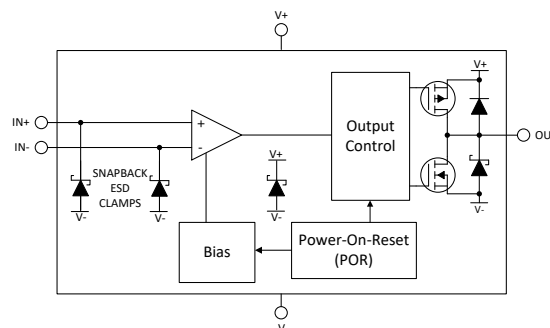 V+
IN+
IN-
+
-
SNAPBACK
ESD
CLAMPS
V-
V-
V+
V-
Output
Control
V+
V-
OU
Bias
Power-On-Reset
(POR)